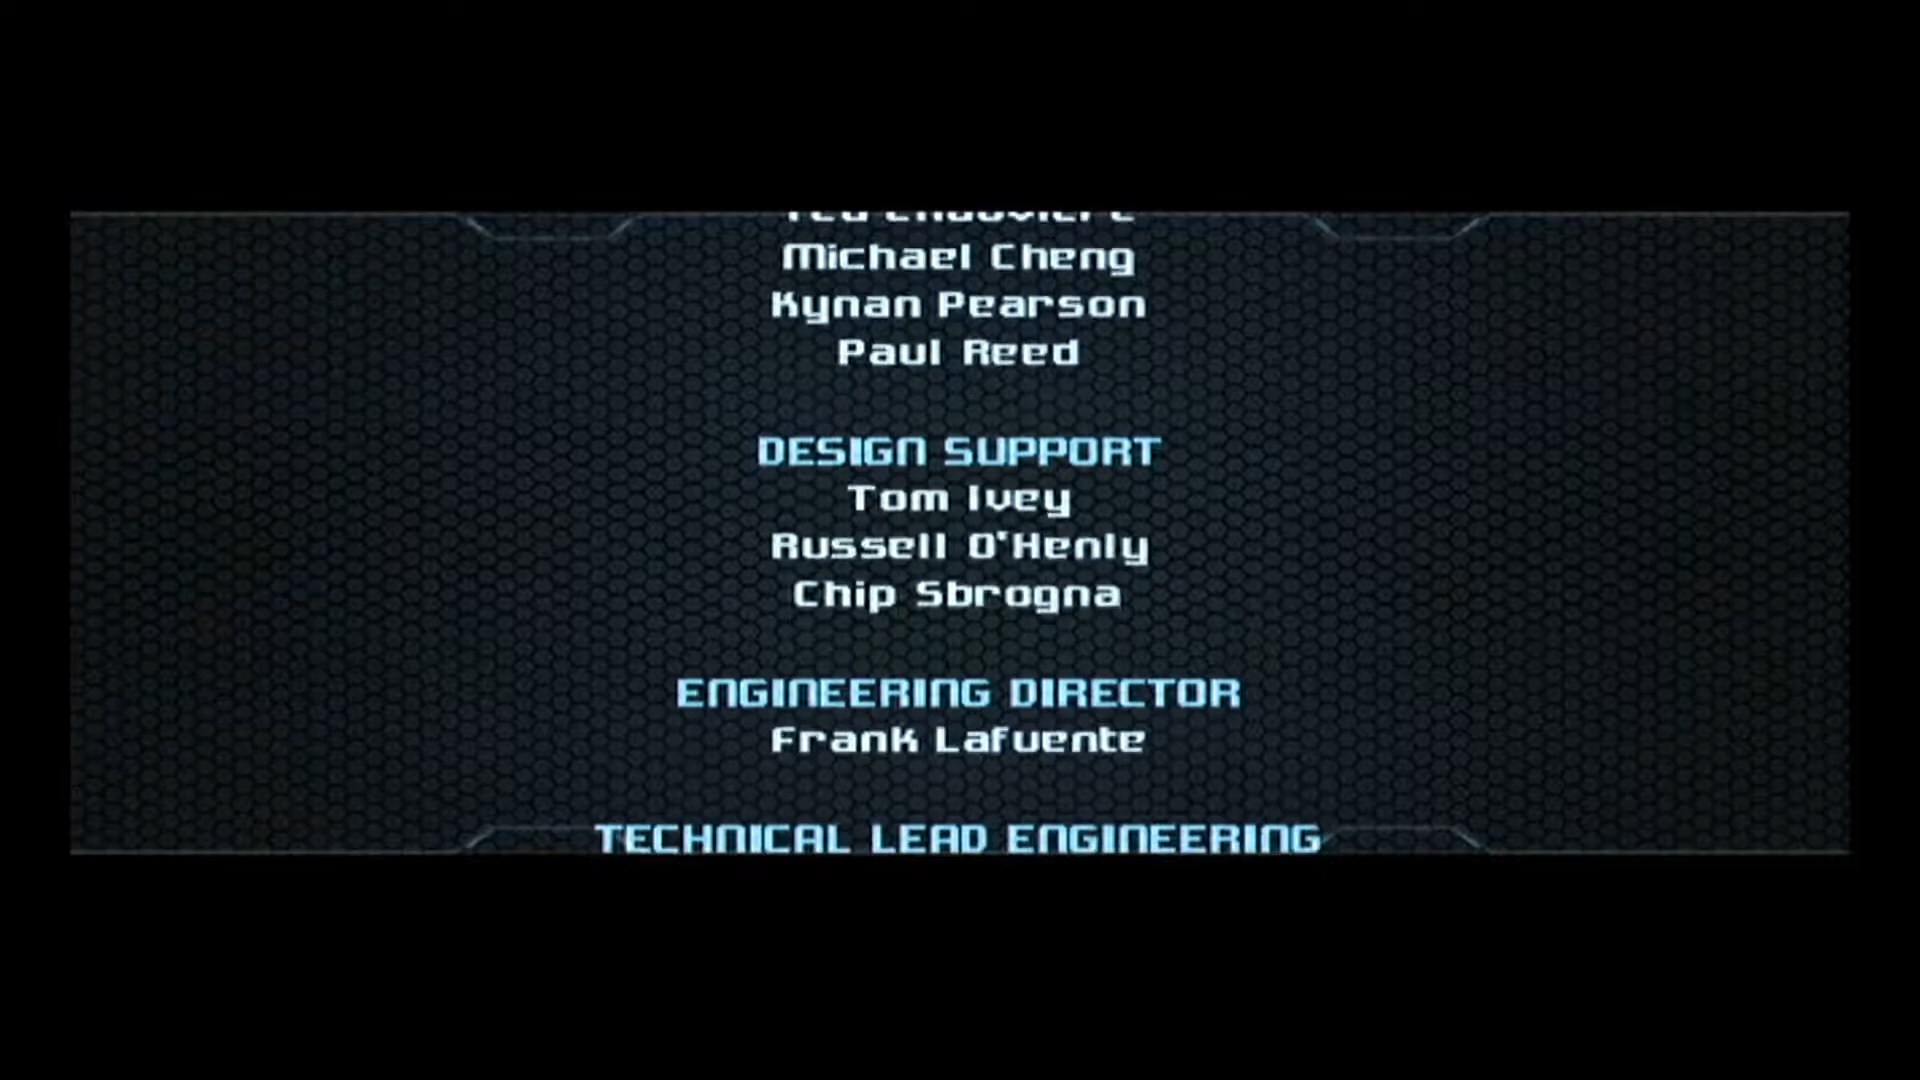 Michael Cheng
Kynan Pearson
Paul Reed
DESIGN SUPPORT
Tom Ivey
Russell O'Henly
Chip Sbrogna
ENGINEERING DIRECTOR
Frank Lafuente
TECHNICAL LEAD ENGINEERING